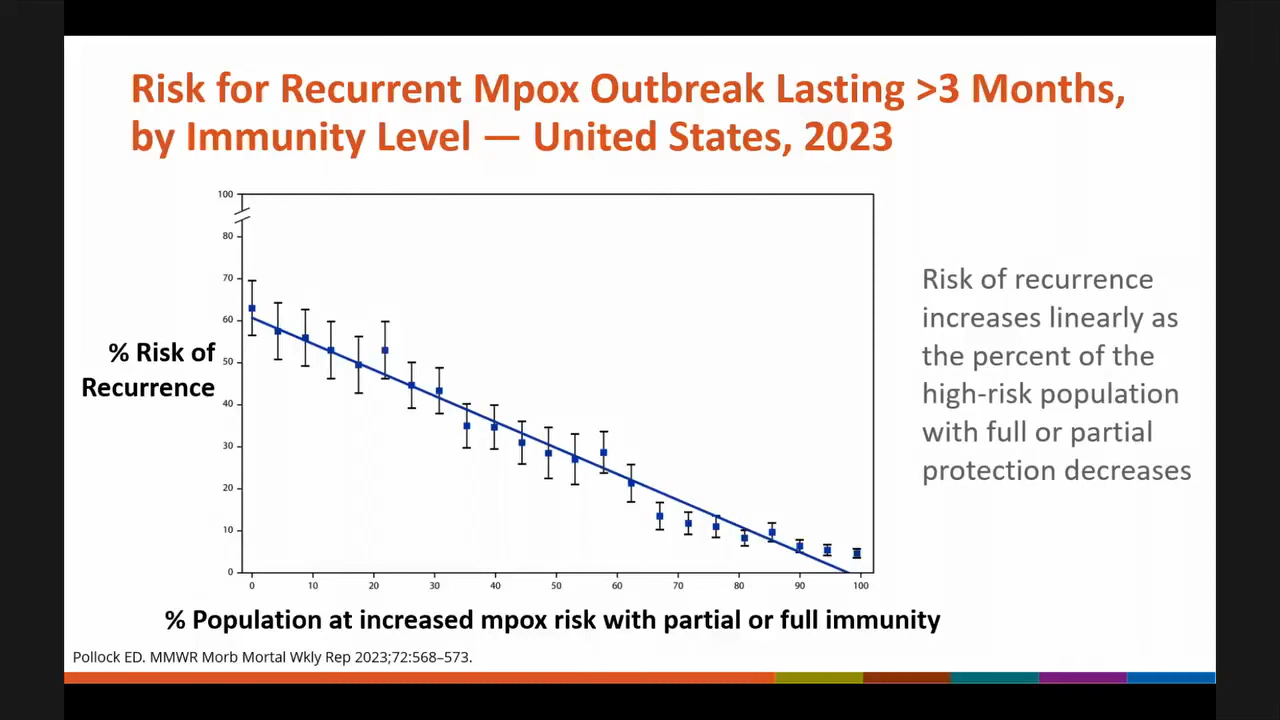 Risk for Recurrent Mpox Outbreak Lasting >3 Months,
by Immunity Level — United States, 2023
100
80
70
60
50
40
30
20
10
0
% Risk of
Recurrence
0 10 20 30 40 50 60 70 80 90 100
% Population at increased mpox risk with partial or full immunity
Risk of recurrence
increases linearly as
the percent of the
high-risk population
with full or partial
protection decreases
Pollock ED. MMWR Morb Mortal Wkly Rep 2023;72:568–573.